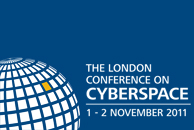 THE LONDON
CONFERENCE ON
CYBERSPACE
1 - 2 NOVEMBER 2011